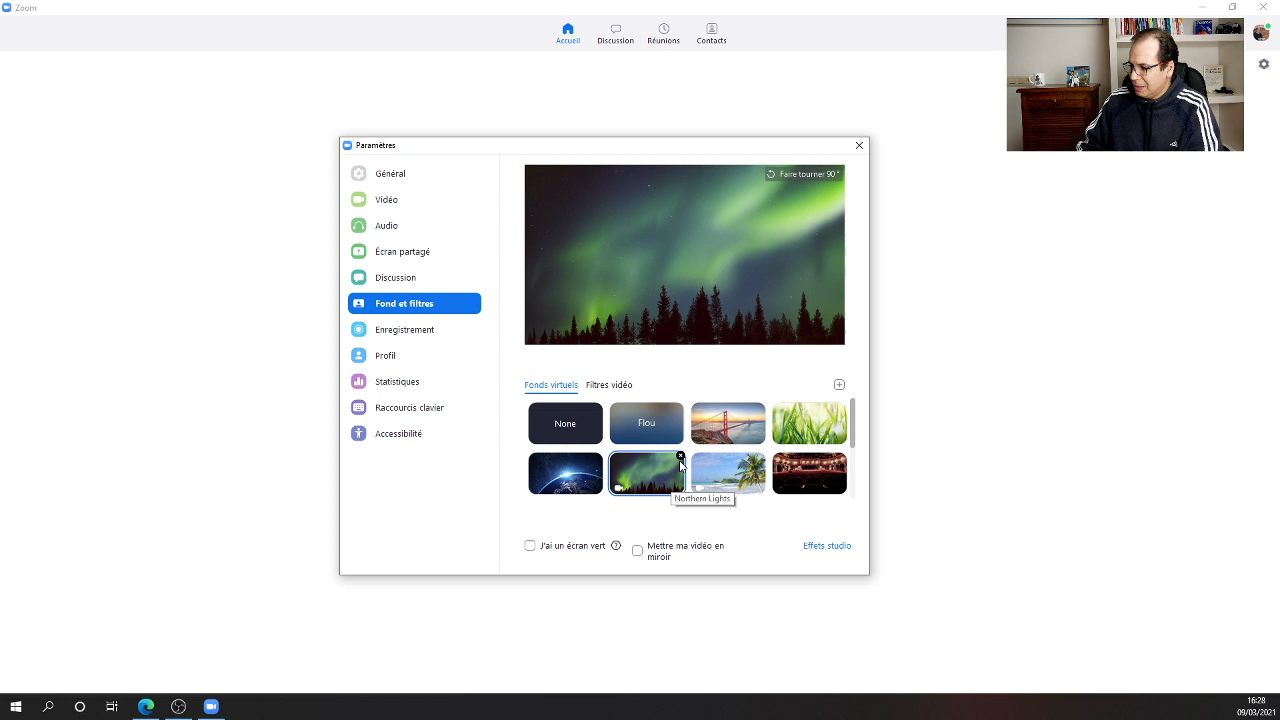 Zoom
Accueil
Discussion
Réunions
Contacts
Paramètres
Général
Vidéo
Audio
Écran partagé
Discussion
Fond et filtres
Enregistrement
Profil
Statistiques
Raccourcis clavier
Accessibilité
Faire tourner 90°
Fonds virtuels
Filtres vidéo
None
Flou
Northern Lights
J'ai un écran vert
Mettre ma vidéo en
miroir
Effets studio
16:28
09/03/2021